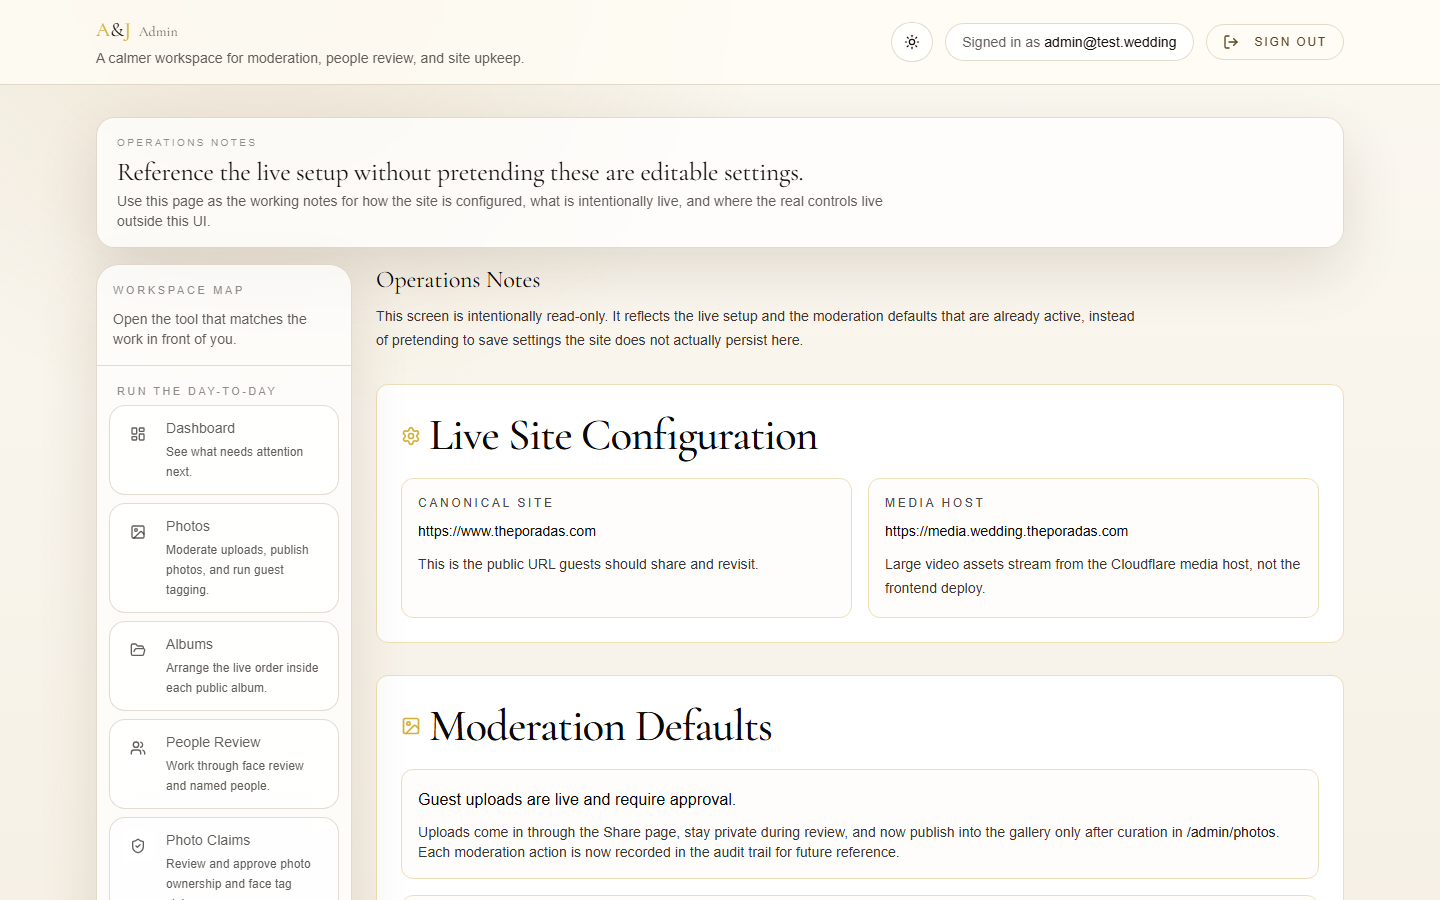 A&J Admin
A calmer workspace for moderation, people review, and site upkeep.
Signed in as admin@test.wedding
SIGN OUT
OPERATIONS NOTES
Reference the live setup without pretending these are editable settings.
Use this page as the working notes for how the site is configured, what is intentionally live, and where the real controls live
outside this UI.
WORKSPACE MAP
Open the tool that matches the
work in front of you.
RUN THE DAY-TO-DAY
Dashboard
See what needs attention
next.
Photos
Moderate uploads, publish
photos, and run guest
tagging.
Albums
Arrange the live order inside
each public album.
People Review
Work through face review
and named people.
Photo Claims
Review and approve photo
ownership and face tag
Operations Notes
This screen is intentionally read-only. It reflects the live setup and the moderation defaults that are already active, instead
of pretending to save settings the site does not actually persist here.
Live Site Configuration
CANONICAL SITE
https://www.theporadas.com
This is the public URL guests should share and revisit.
MEDIA HOST
https://media.wedding.theporadas.com
Large video assets stream from the Cloudflare media host, not the
frontend deploy.
Moderation Defaults
Guest uploads are live and require approval.
Uploads come in through the Share page, stay private during review, and now publish into the gallery only after curation in /admin/photos.
Each moderation action is now recorded in the audit trail for future reference.